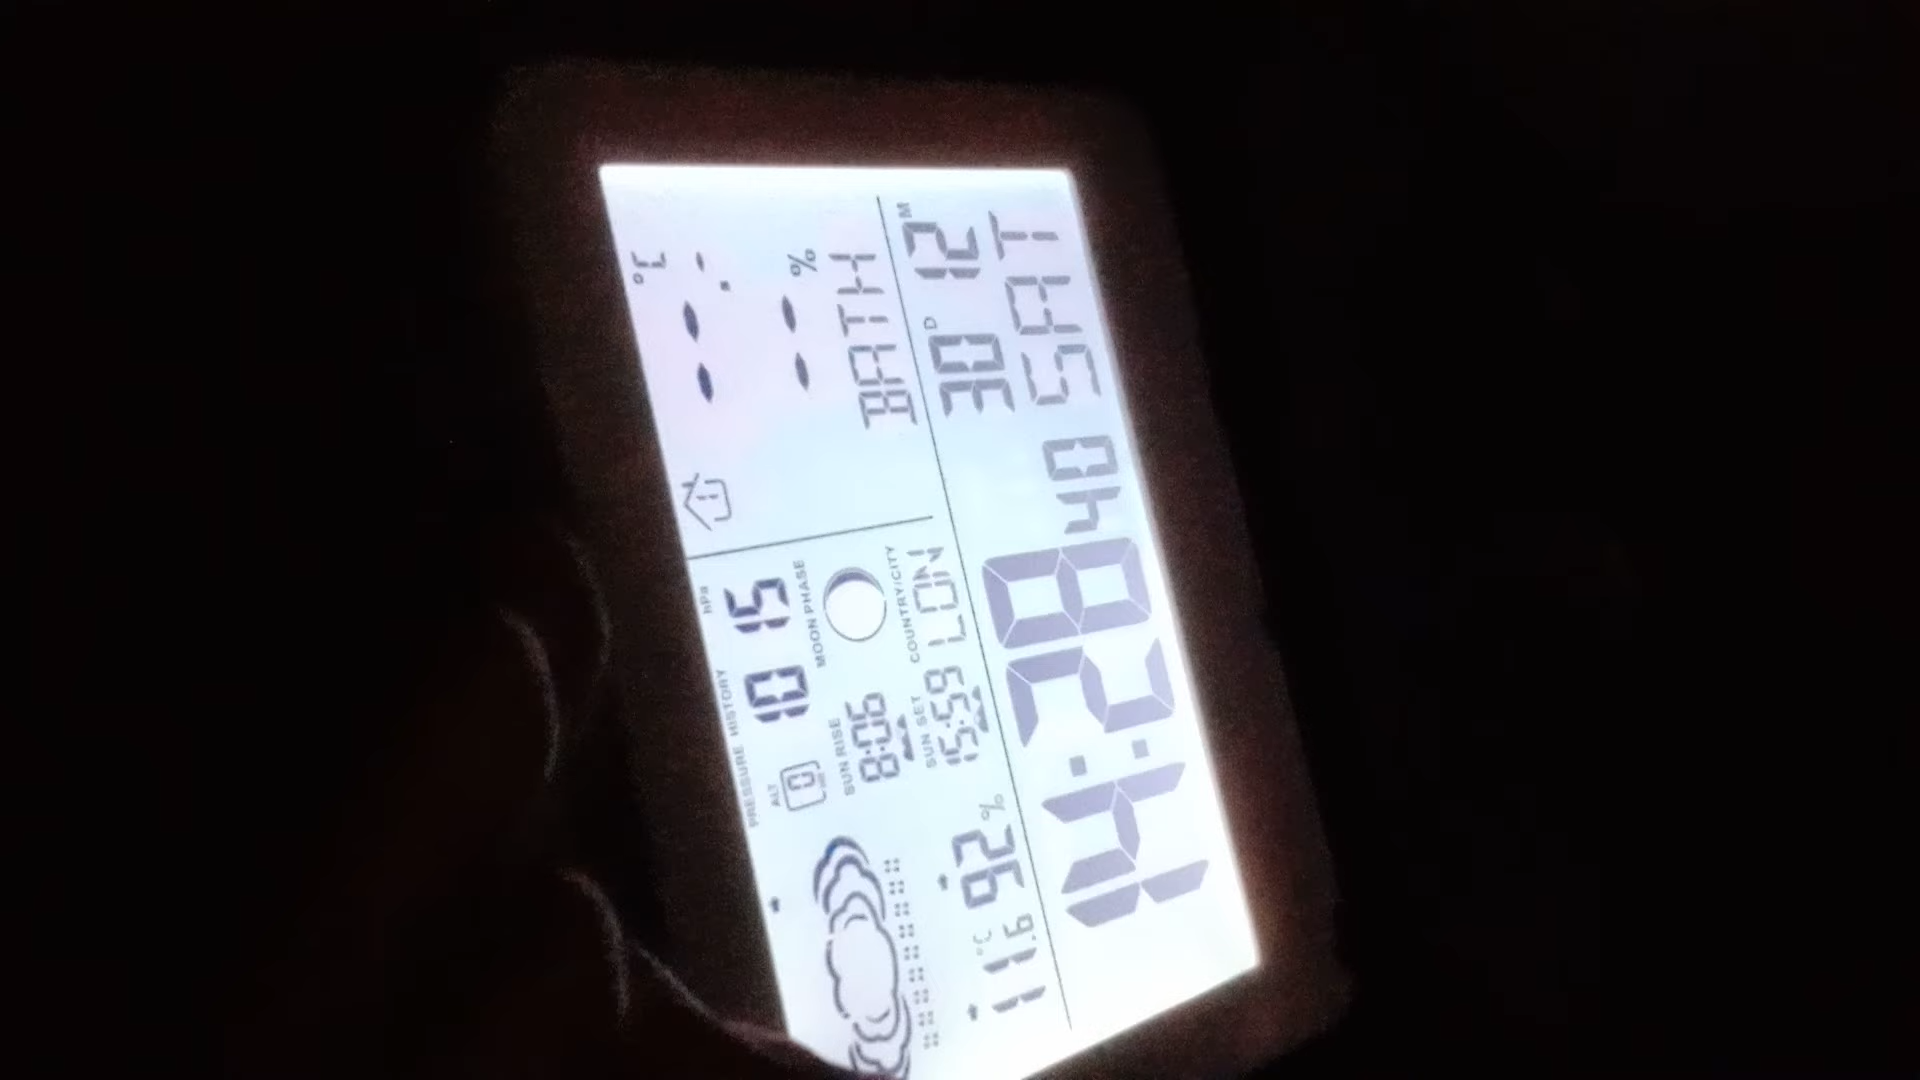 PRESSURE HISTORY hPa
ALT
0
1015
SUN RISE MOON PHASE
8:06
SUN SET COUNTRY/CITY
15:59 LON
11.6 °C 92 %
°C
--.-
-- %
BATH
30 D 12 M
14:28 40 SAT